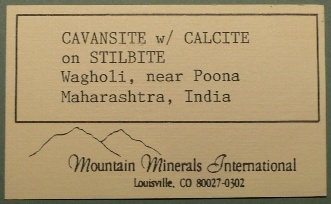 CAVANSITE w/ CALCITE
on STILBITE
Wagholi, near Poona
Maharashtra, India
Mountain Minerals International
Louisville, CO 80027-0302